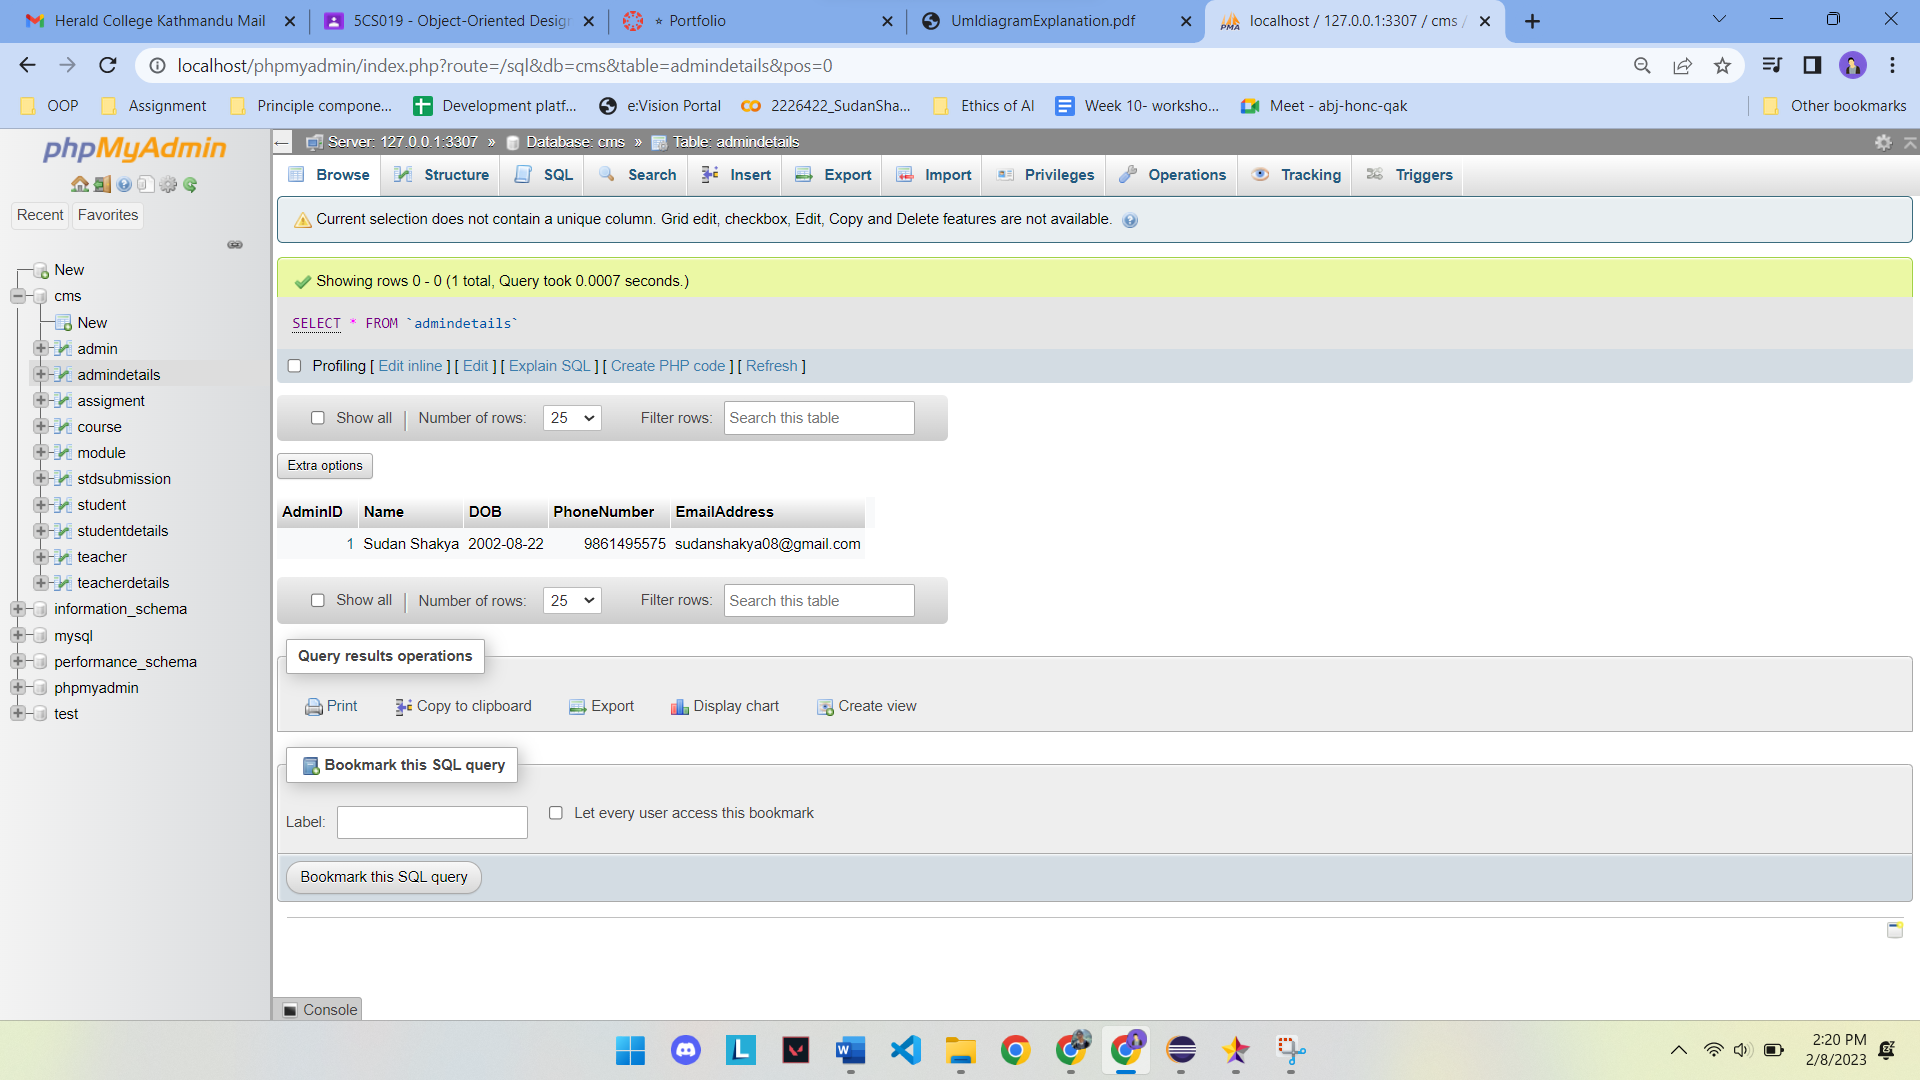 Herald College Kathmandu Mail
5CS019 - Object-Oriented Desig
Portfolio
UmldiagramExplanation.pdf
localhost / 127.0.0.1:3307 / cms /
localhost/phpmyadmin/index.php?route=/sql&db=cms&table=admindetails&pos=0
OOP
Assignment
Principle compone...
Development platf...
e:Vision Portal
2226422_SudanSha...
Ethics of AI
Week 10- worksho...
Meet - abj-honc-qak
Other bookmarks
phpMyAdmin
Recent
Favorites
New
cms
New
admin
admindetails
assigment
course
module
stdsubmission
student
studentdetails
teacher
teacherdetails
information_schema
mysql
performance_schema
phpmyadmin
test
Server: 127.0.0.1:3307 » Database: cms » Table: admindetails
Browse
Structure
SQL
Search
Insert
Export
Import
Privileges
Operations
Tracking
Triggers
Current selection does not contain a unique column. Grid edit, checkbox, Edit, Copy and Delete features are not available.
Showing rows 0 - 0 (1 total, Query took 0.0007 seconds.)
SELECT * FROM `admindetails`
Profiling [ Edit inline ] [ Edit ] [ Explain SQL ] [ Create PHP code ] [ Refresh ]
Show all | Number of rows: 25 Filter rows: Search this table
Extra options
AdminID Name DOB PhoneNumber EmailAddress
1 Sudan Shakya 2002-08-22 9861495575 sudanshakya08@gmail.com
Show all | Number of rows: 25 Filter rows: Search this table
Query results operations
Print Copy to clipboard Export Display chart Create view
Bookmark this SQL query
Label: Let every user access this bookmark
Bookmark this SQL query
Console
2:20 PM
2/8/2023